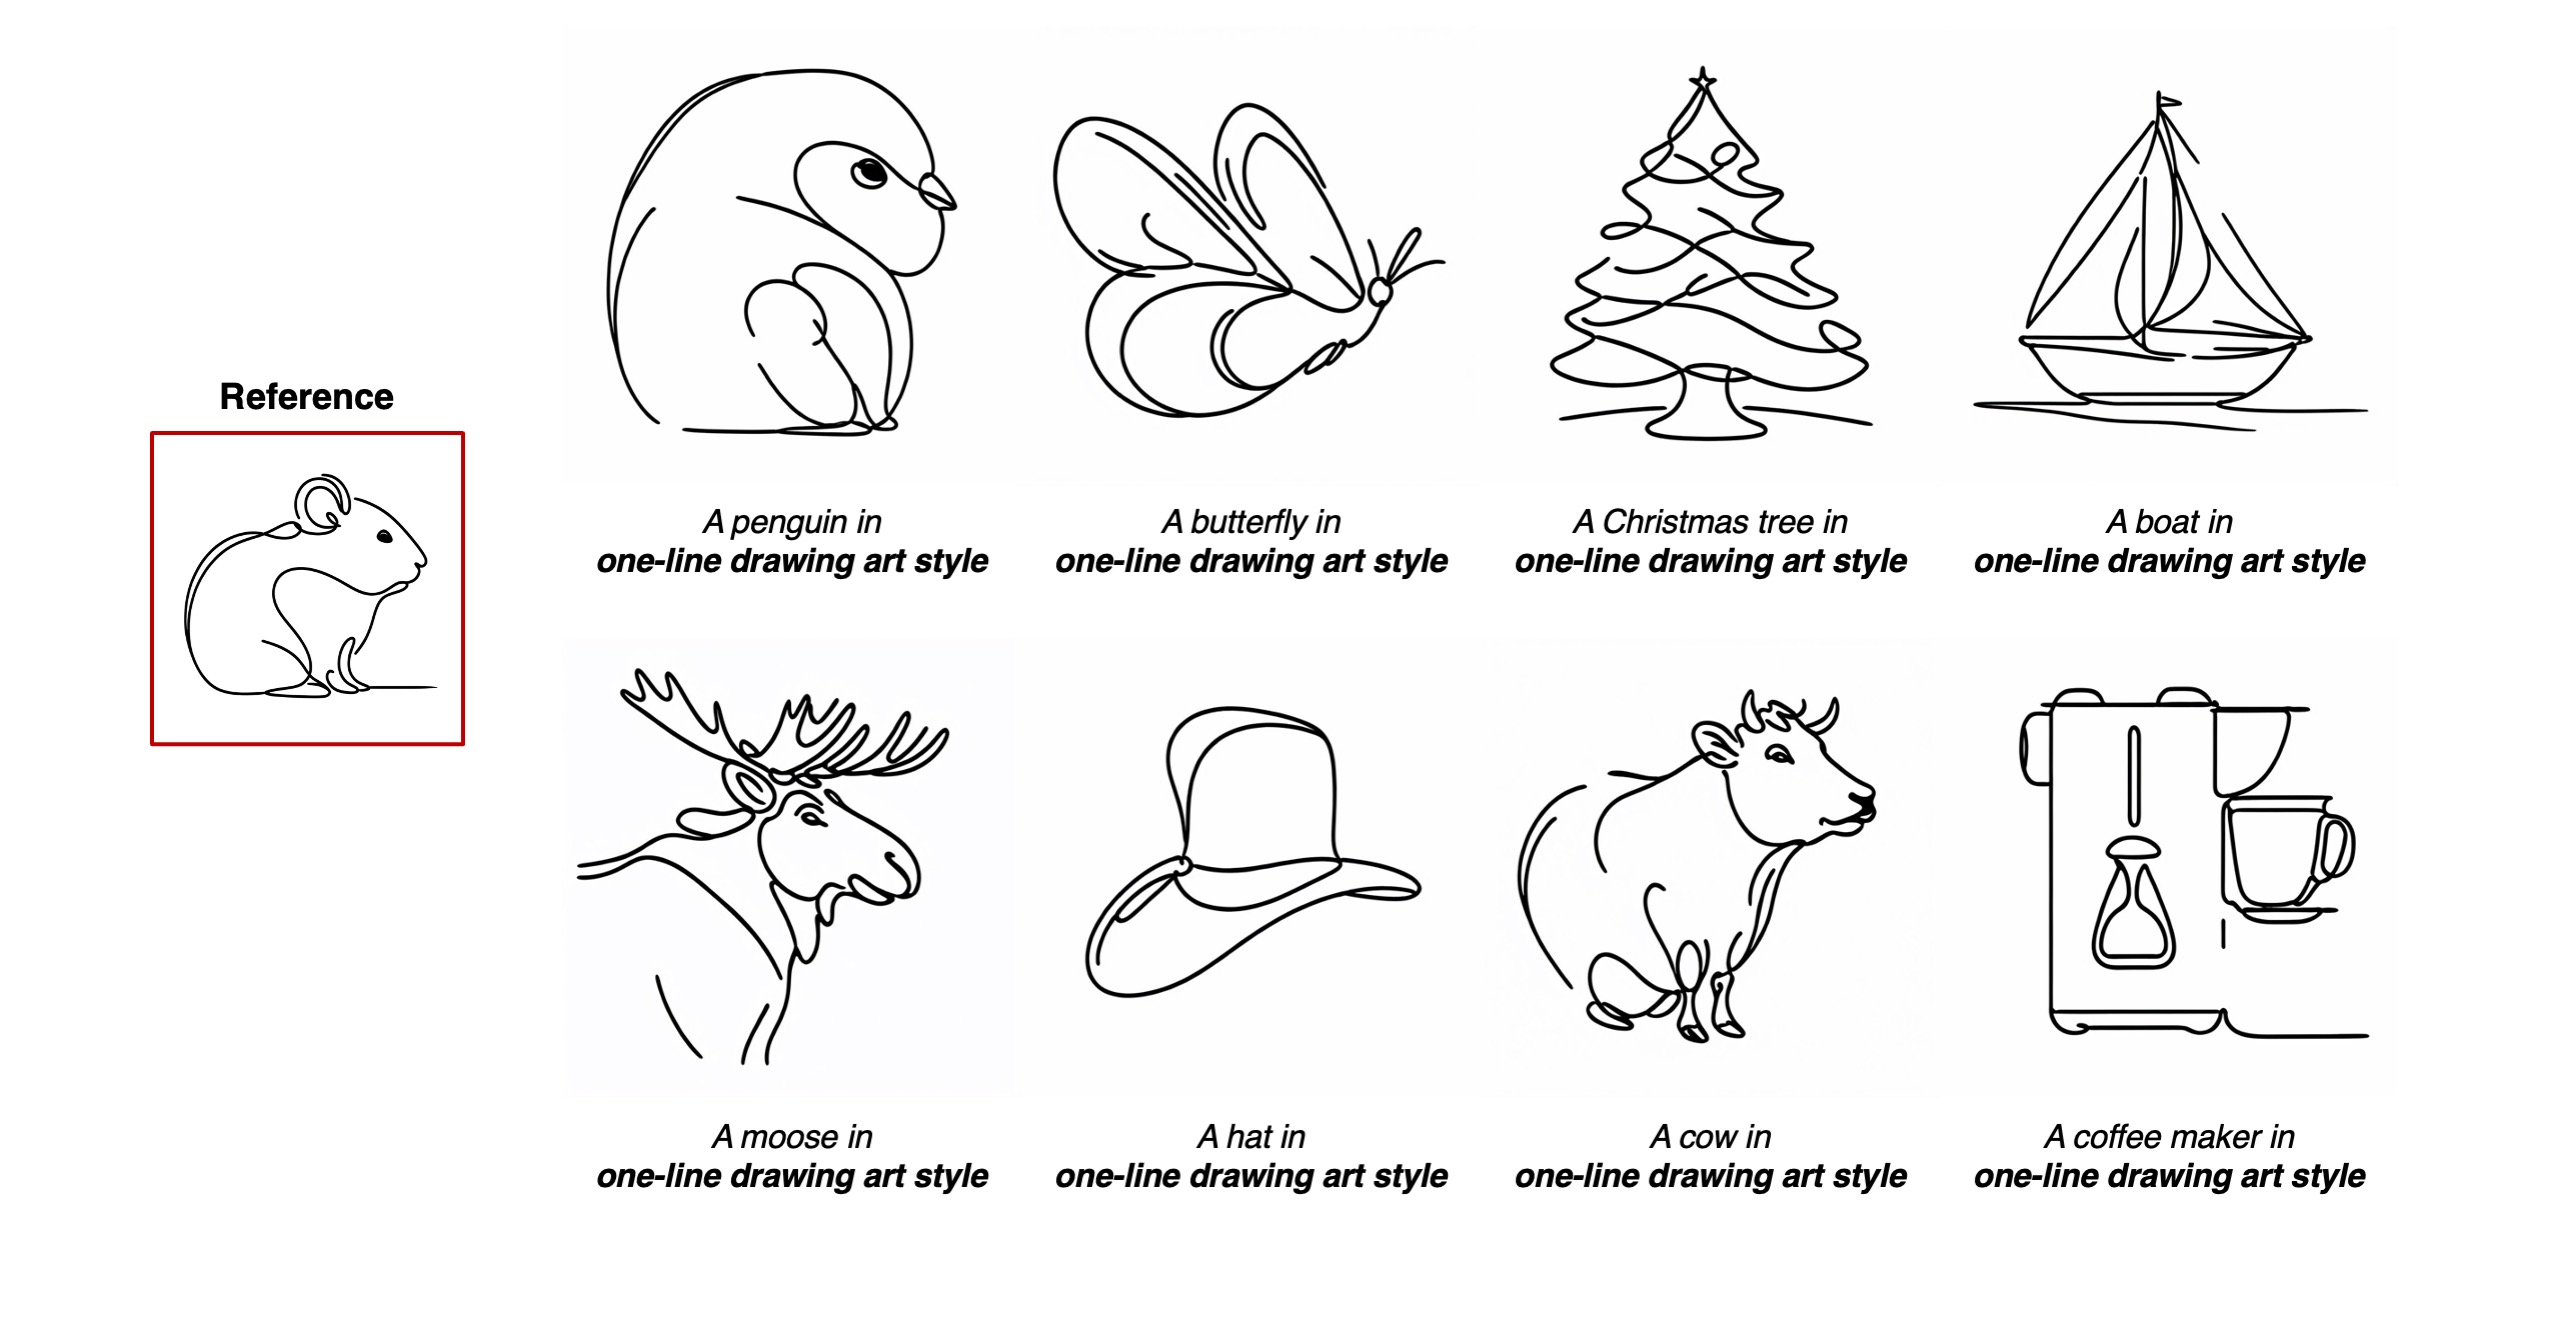 Reference
A penguin in
one-line drawing art style
A butterfly in
one-line drawing art style
A Christmas tree in
one-line drawing art style
A boat in
one-line drawing art style
A moose in
one-line drawing art style
A hat in
one-line drawing art style
A cow in
one-line drawing art style
A coffee maker in
one-line drawing art style